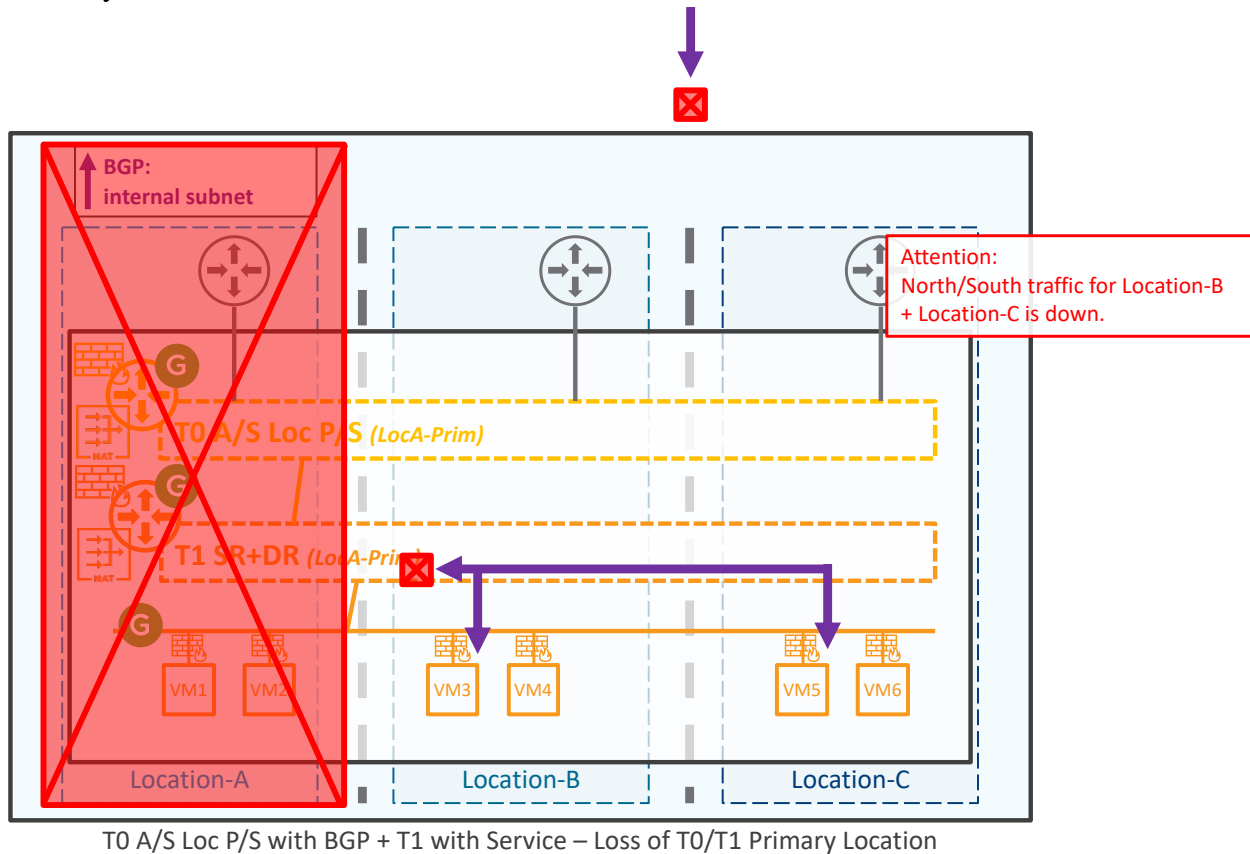 BGP:
internal subnet
Attention:
North/South traffic for Location-B
+ Location-C is down.
G
T0 A/S Loc P/S (LocA-Prim)
NAT
G
T1 SR+DR (LocA-Prim)
NAT
G
VM1 VM2 VM3 VM4 VM5 VM6
Location-A Location-B Location-C
T0 A/S Loc P/S with BGP + T1 with Service – Loss of T0/T1 Primary Location